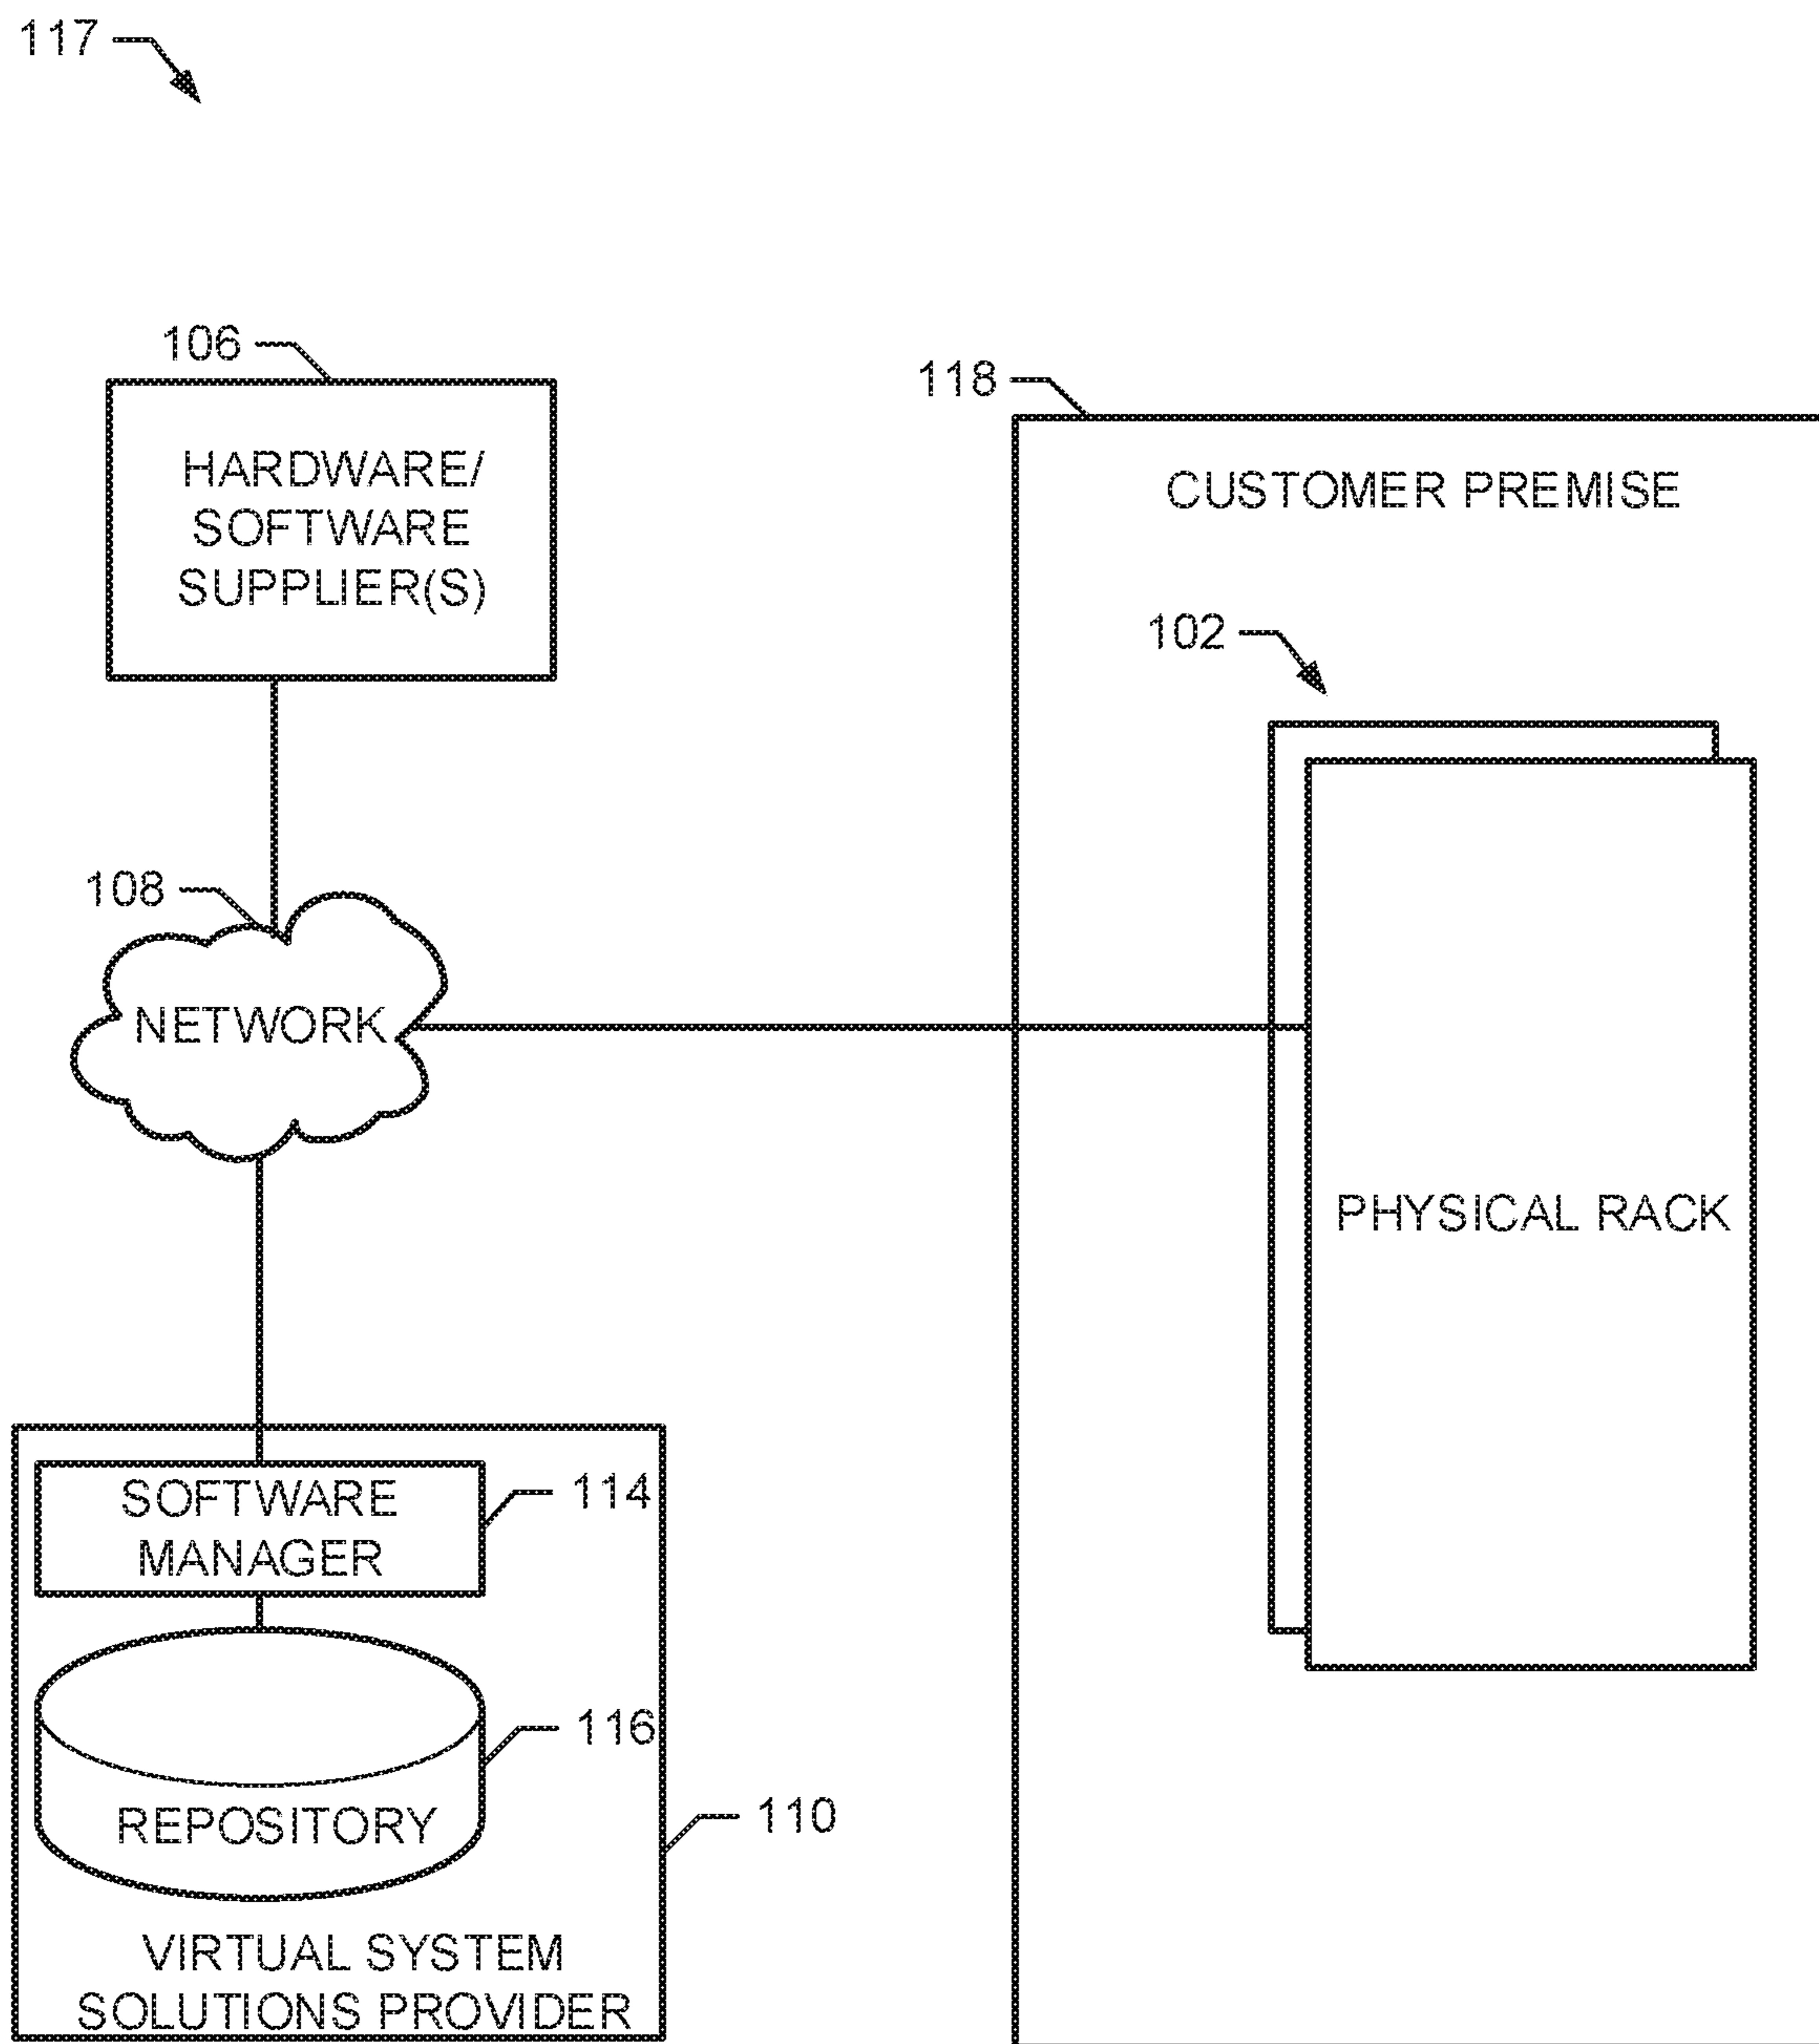 117
106
HARDWARE/
SOFTWARE
SUPPLIER(S)
118
CUSTOMER PREMISE
102
108
NETWORK
PHYSICAL RACK
SOFTWARE
MANAGER
114
116
REPOSITORY
110
VIRTUAL SYSTEM
SOLUTIONS PROVIDER